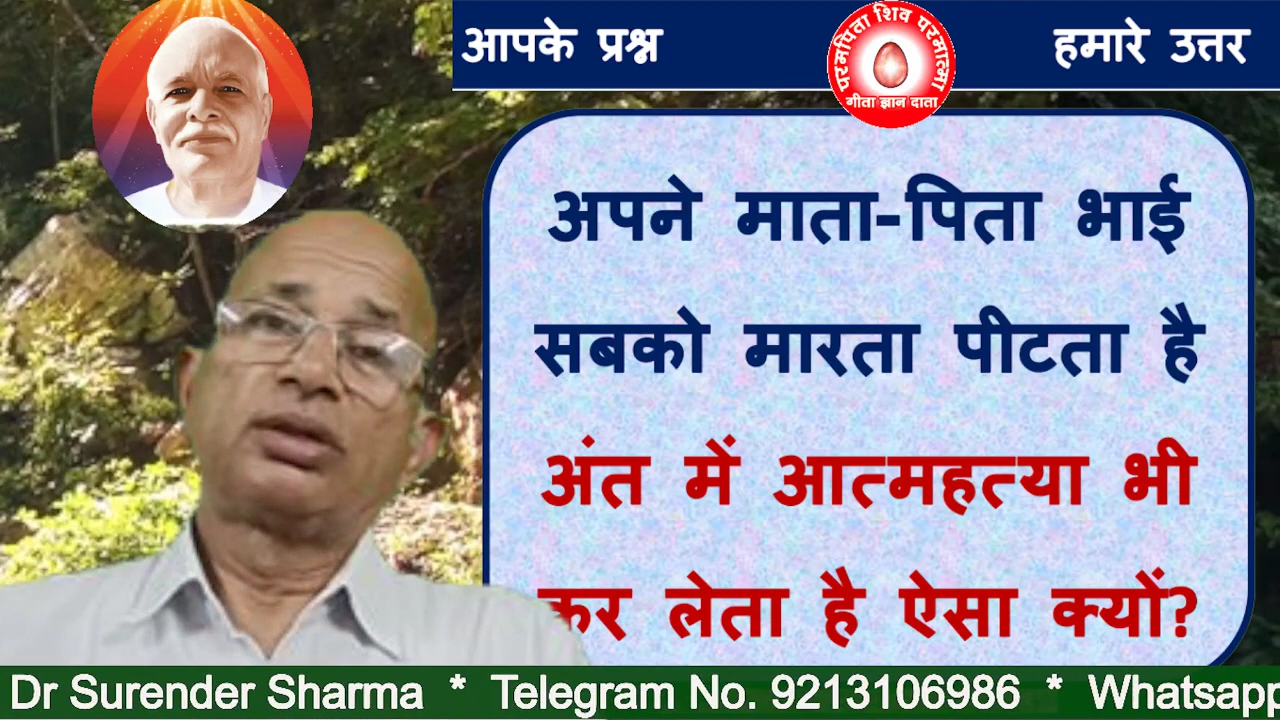 आपके प्रश्न
परमपिता शिव परमात्मा
गीता ज्ञान दाता
हमारे उत्तर
अपने माता-पिता भाई
सबको मारता पीटता है
अंत में आत्महत्या भी
कर लेता है ऐसा क्यों?
Dr Surender Sharma * Telegram No. 9213106986 * Whatsapp